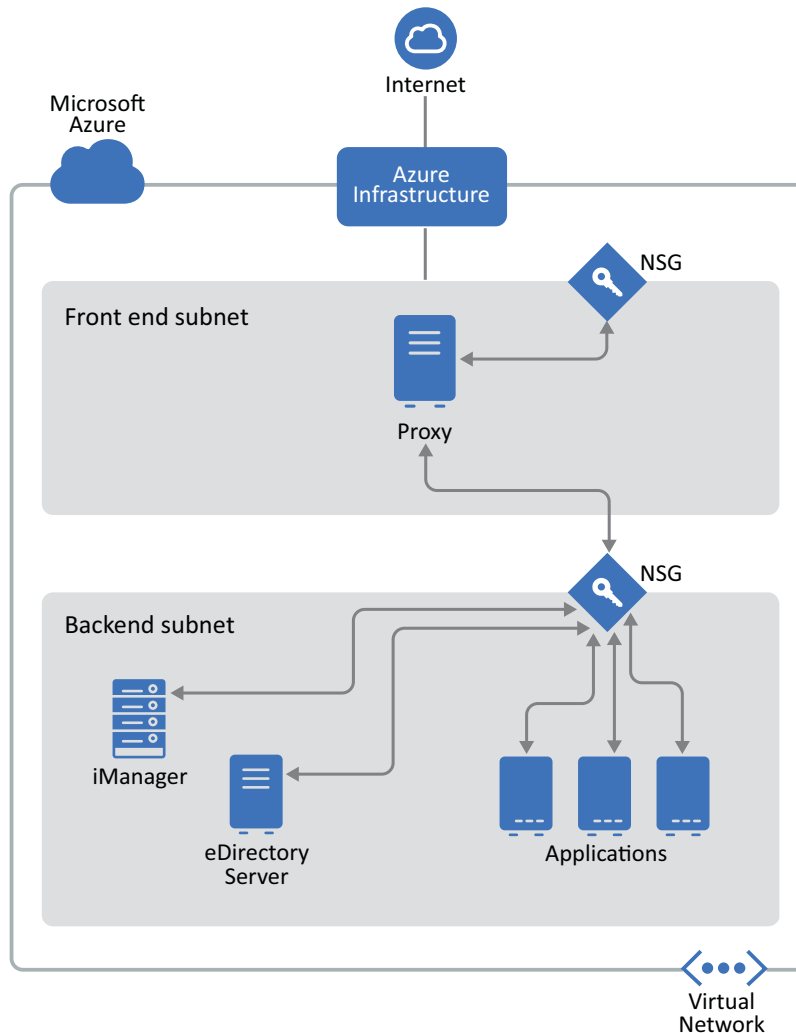 Internet
Microsoft
Azure
Azure
Infrastructure
NSG
Front end subnet
Proxy
NSG
Backend subnet
iManager
eDirectory
Server
Applications
Virtual
Network